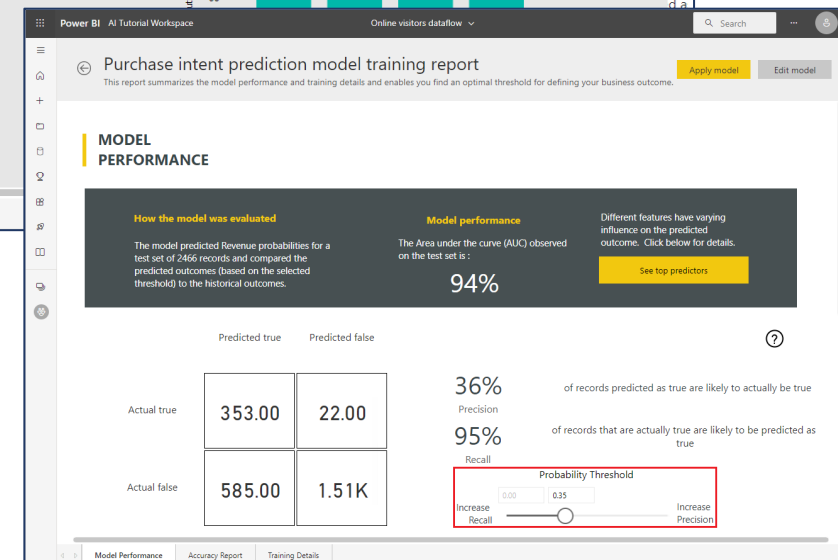 d a
Power BI AI Tutorial Workspace
Online visitors dataflow
Search
Purchase intent prediction model training report
This report summarizes the model performance and training details and enables you find an optimal threshold for defining your business outcome.
Apply model
Edit model
MODEL
PERFORMANCE
How the model was evaluated
The model predicted Revenue probabilities for a
test set of 2466 records and compared the
predicted outcomes (based on the selected
threshold) to the historical outcomes.
Model performance
The Area under the curve (AUC) observed
on the test set is :
94%
Different features have varying
influence on the predicted
outcome. Click below for details.
See top predictors
Predicted true Predicted false
?
Actual true 353.00 22.00
Actual false 585.00 1.51K
36%
Precision
of records predicted as true are likely to actually be true
95%
Recall
of records that are actually true are likely to be predicted as
true
Probability Threshold
0.00 0.35
Increase
Recall
Increase
Precision
Model Performance Accuracy Report Training Details